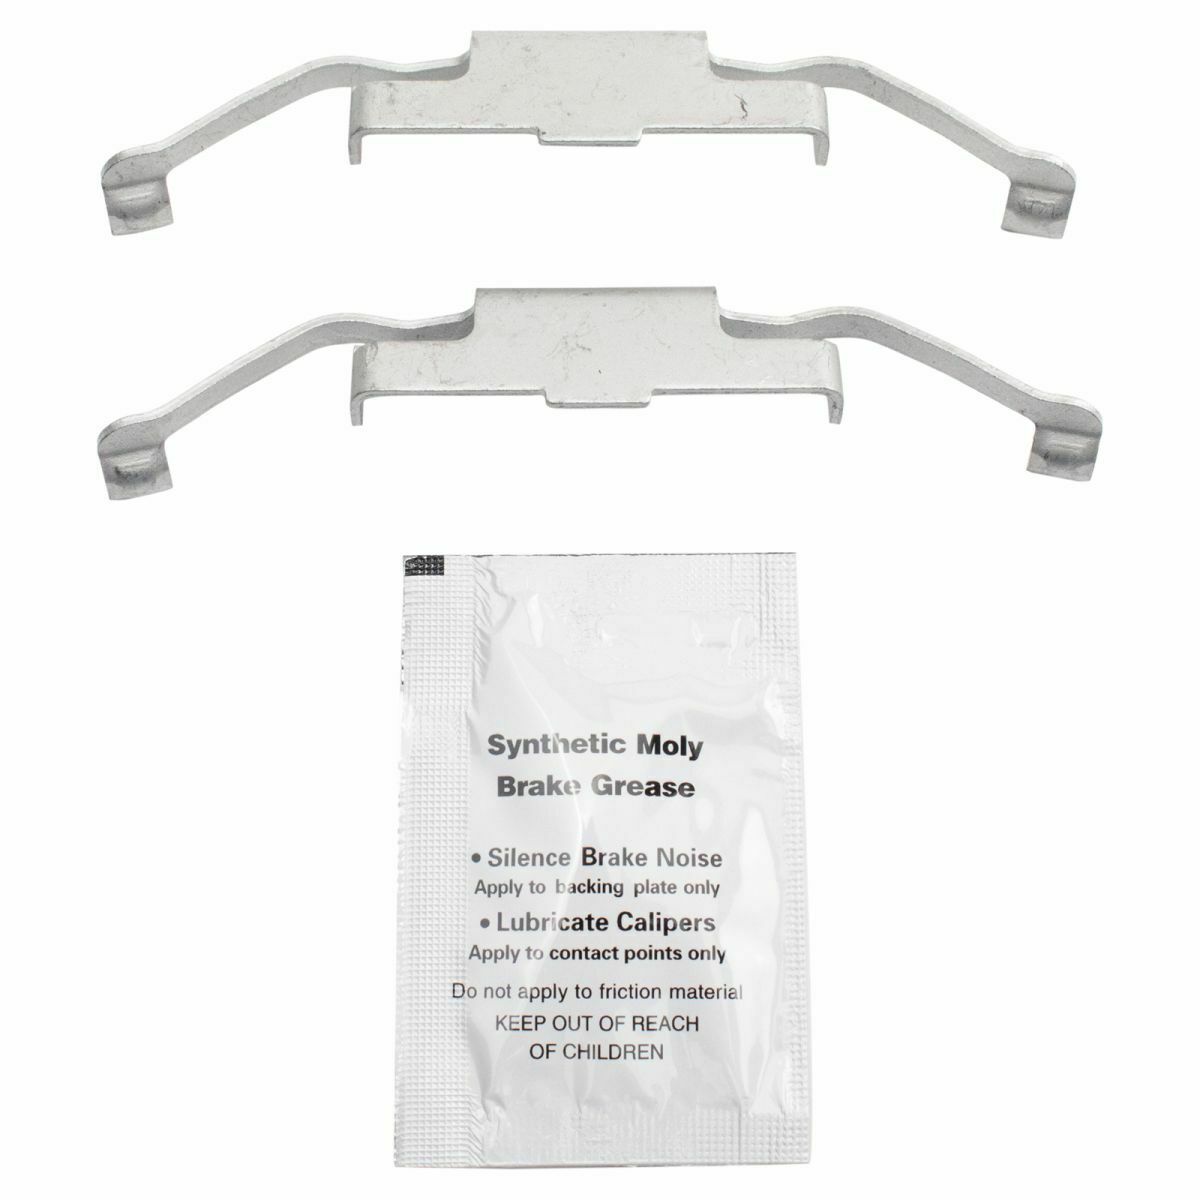 Synthetic Moly
Brake Grease
• Silence Brake Noise
Apply to backing plate only
• Lubricate Calipers
Apply to contact points only
Do not apply to friction material
KEEP OUT OF REACH
OF CHILDREN